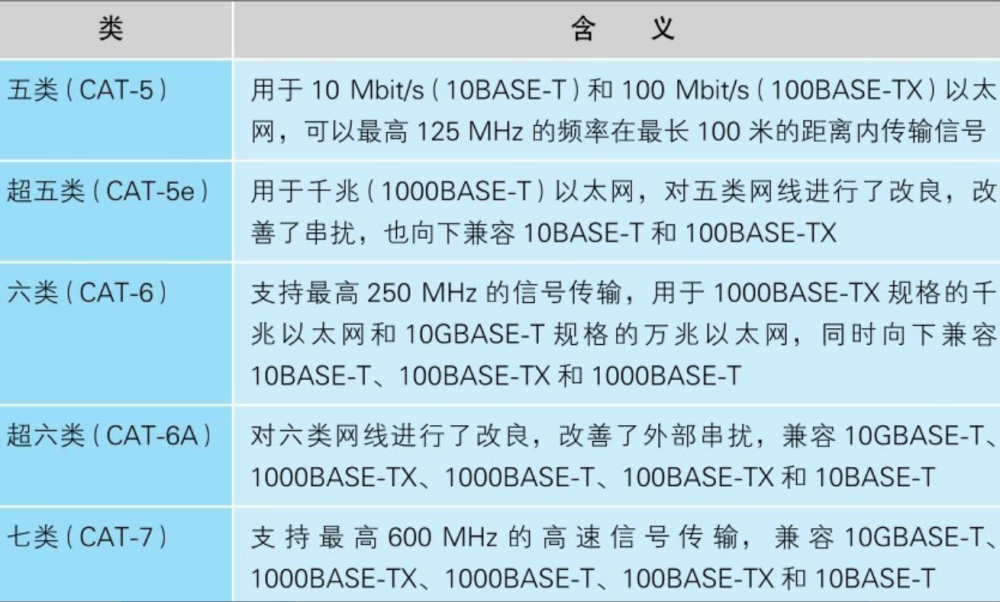 类
含 义
五类(CAT-5)
用于 10 Mbit/s(10BASE-T)和 100 Mbit/s(100BASE-TX)以太
网，可以最高 125 MHz 的频率在最长 100 米的距离内传输信号
超五类(CAT-5e)
用于千兆(1000BASE-T)以太网，对五类网线进行了改良，改
善了串扰，也向下兼容 10BASE-T 和 100BASE-TX
六类(CAT-6)
支持最高 250 MHz 的信号传输，用于 1000BASE-TX 规格的千
兆以太网和 10GBASE-T 规格的万兆以太网，同时向下兼容
10BASE-T、100BASE-TX 和 1000BASE-T
超六类(CAT-6A)
对六类网线进行了改良，改善了外部串扰，兼容 10GBASE-T、
1000BASE-TX、1000BASE-T、100BASE-TX 和 10BASE-T
七类(CAT-7)
支持最高 600 MHz 的高速信号传输，兼容 10GBASE-T、
1000BASE-TX、1000BASE-T、100BASE-TX 和 10BASE-T